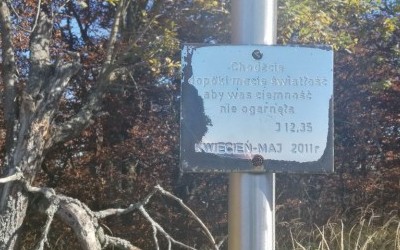 Chodźcie
dopóki macie światłość
aby was ciemność
nie ogarnęła
J 12.35
KWIECIEŃ-MAJ 2011r